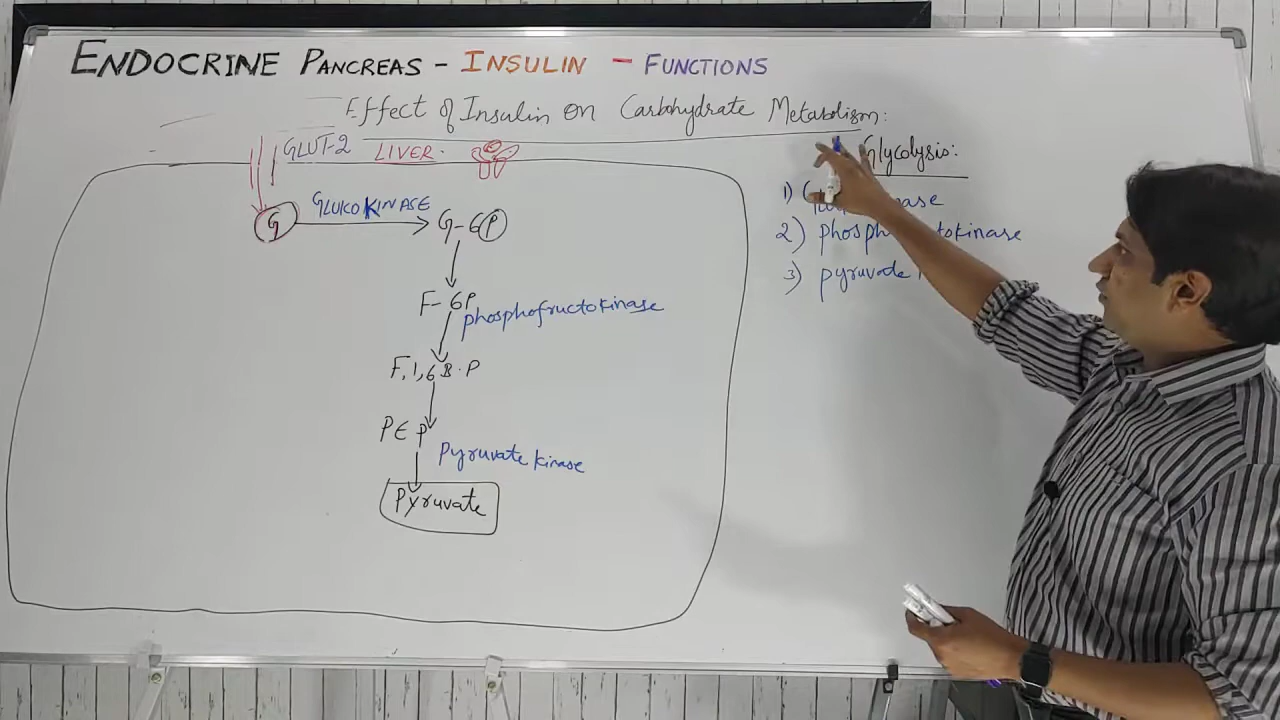 ENDOCRINE PANCREAS - INSULIN - FUNCTIONS
Effect of Insulin on Carbohydrate Metabolism:
GLUT-2 LIVER.
G GLUCOKINASE G-6P
F-6P
phosphofructokinase
F,1,6 B.P
PEP
Pyruvate kinase
Pyruvate
Glycolysis:
1)
2)
3) pyruvate